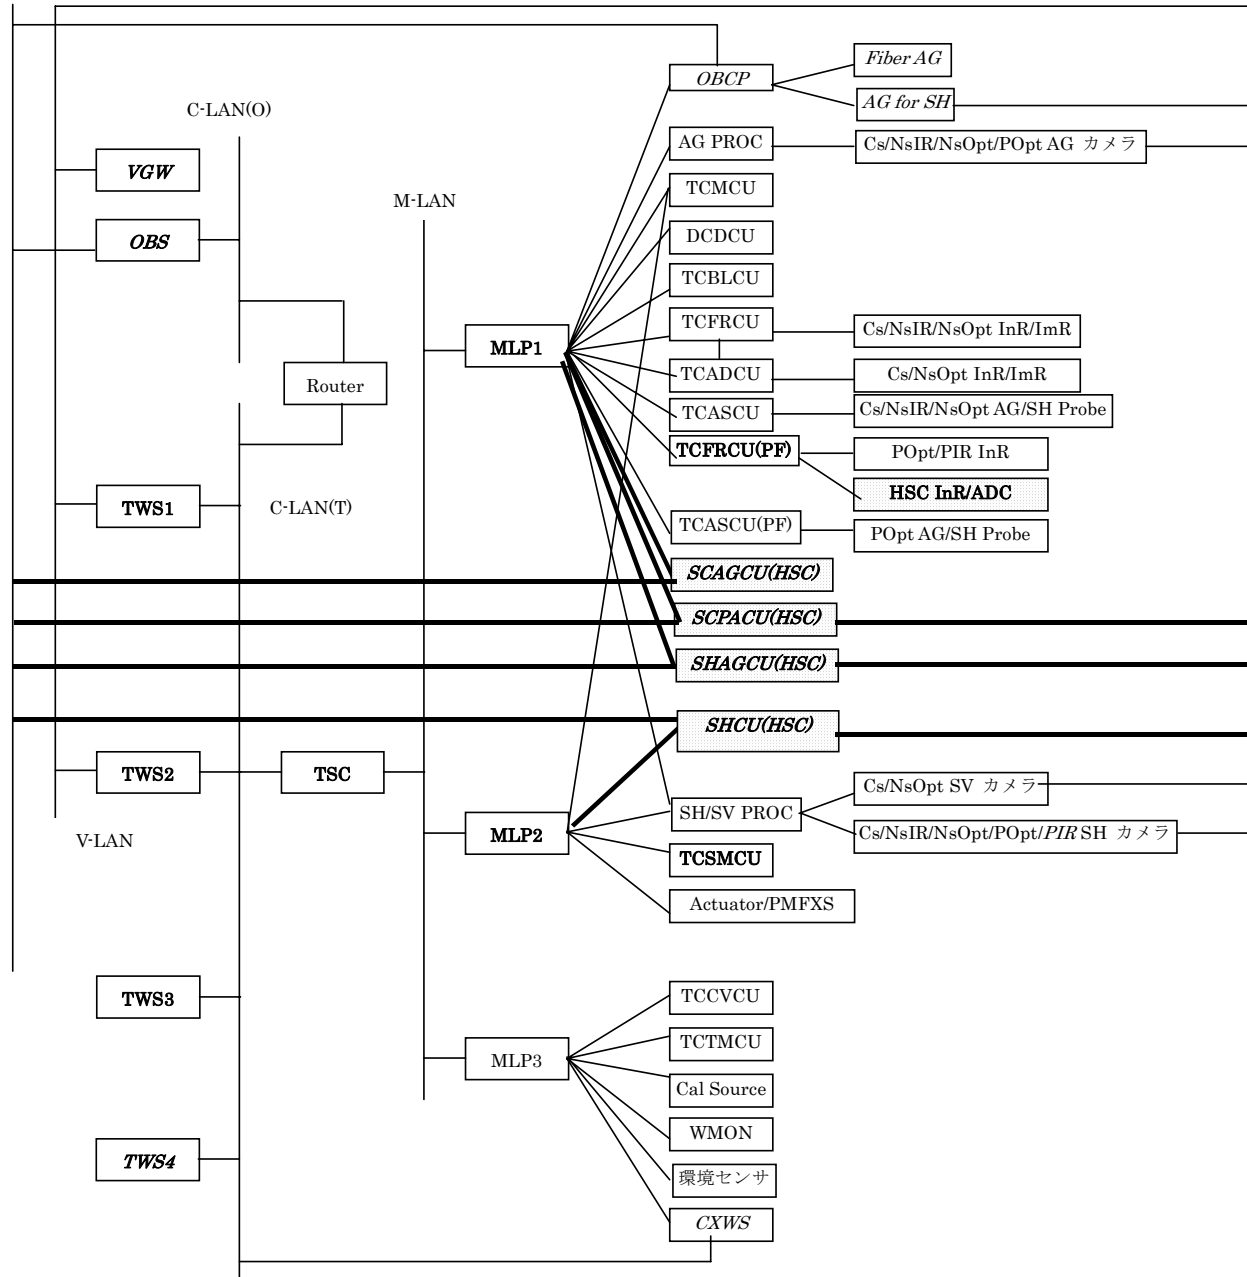 Fiber AG
OBCP
AG for SH
C-LAN(O)
AG PROC
Cs/NsIR/NsOpt/POpt AG カメラ
VGW
TCMCU
M-LAN
OBS
DCDCU
TCBLCU
TCFRCU
Cs/NsIR/NsOpt InR/ImR
MLP1
Router
TCADCU
Cs/NsOpt InR/ImR
TCASCU
Cs/NsIR/NsOpt AG/SH Probe
TCFRCU(PF)
POpt/PIR InR
HSC InR/ADC
TWS1
C-LAN(T)
TCASCU(PF)
POpt AG/SH Probe
SCAGCU(HSC)
SCPACU(HSC)
SHAGCU(HSC)
SHCU(HSC)
TWS2
TSC
Cs/NsOpt SV カメラ
SH/SV PROC
V-LAN
MLP2
Cs/NsIR/NsOpt/POpt/PIR SH カメラ
TCSMCU
Actuator/PMFXS
TWS3
TCCVCU
TCTMCU
MLP3
Cal Source
WMON
TWS4
環境センサ
CXWS